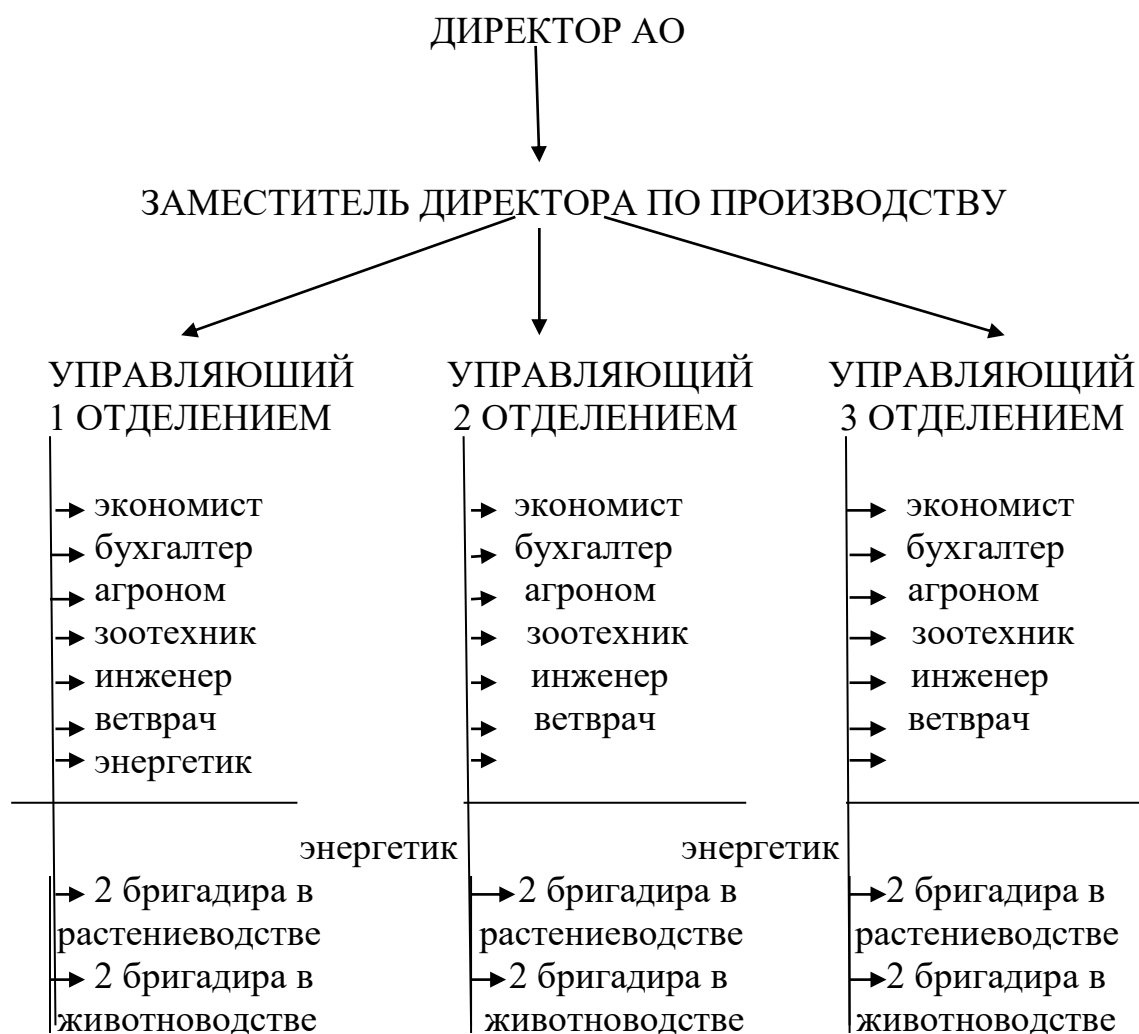 ДИРЕКТОР АО
ЗАМЕСТИТЕЛЬ ДИРЕКТОРА ПО ПРОИЗВОДСТВУ
УПРАВЛЯЮШИЙ УПРАВЛЯЮЩИЙ УПРАВЛЯЮЩИЙ
1 ОТДЕЛЕНИЕМ 2 ОТДЕЛЕНИЕМ 3 ОТДЕЛЕНИЕМ
экономист экономист экономист
бухгалтер бухгалтер бухгалтер
агроном агроном агроном
зоотехник зоотехник зоотехник
инженер инженер инженер
ветврач ветврач ветврач
энергетик
энергетик энергетик
2 бригадира в 2 бригадира в 2 бригадира в
растениеводстве растениеводстве растениеводстве
2 бригадира в 2 бригадира в 2 бригадира в
животноводстве животноводстве животноводстве